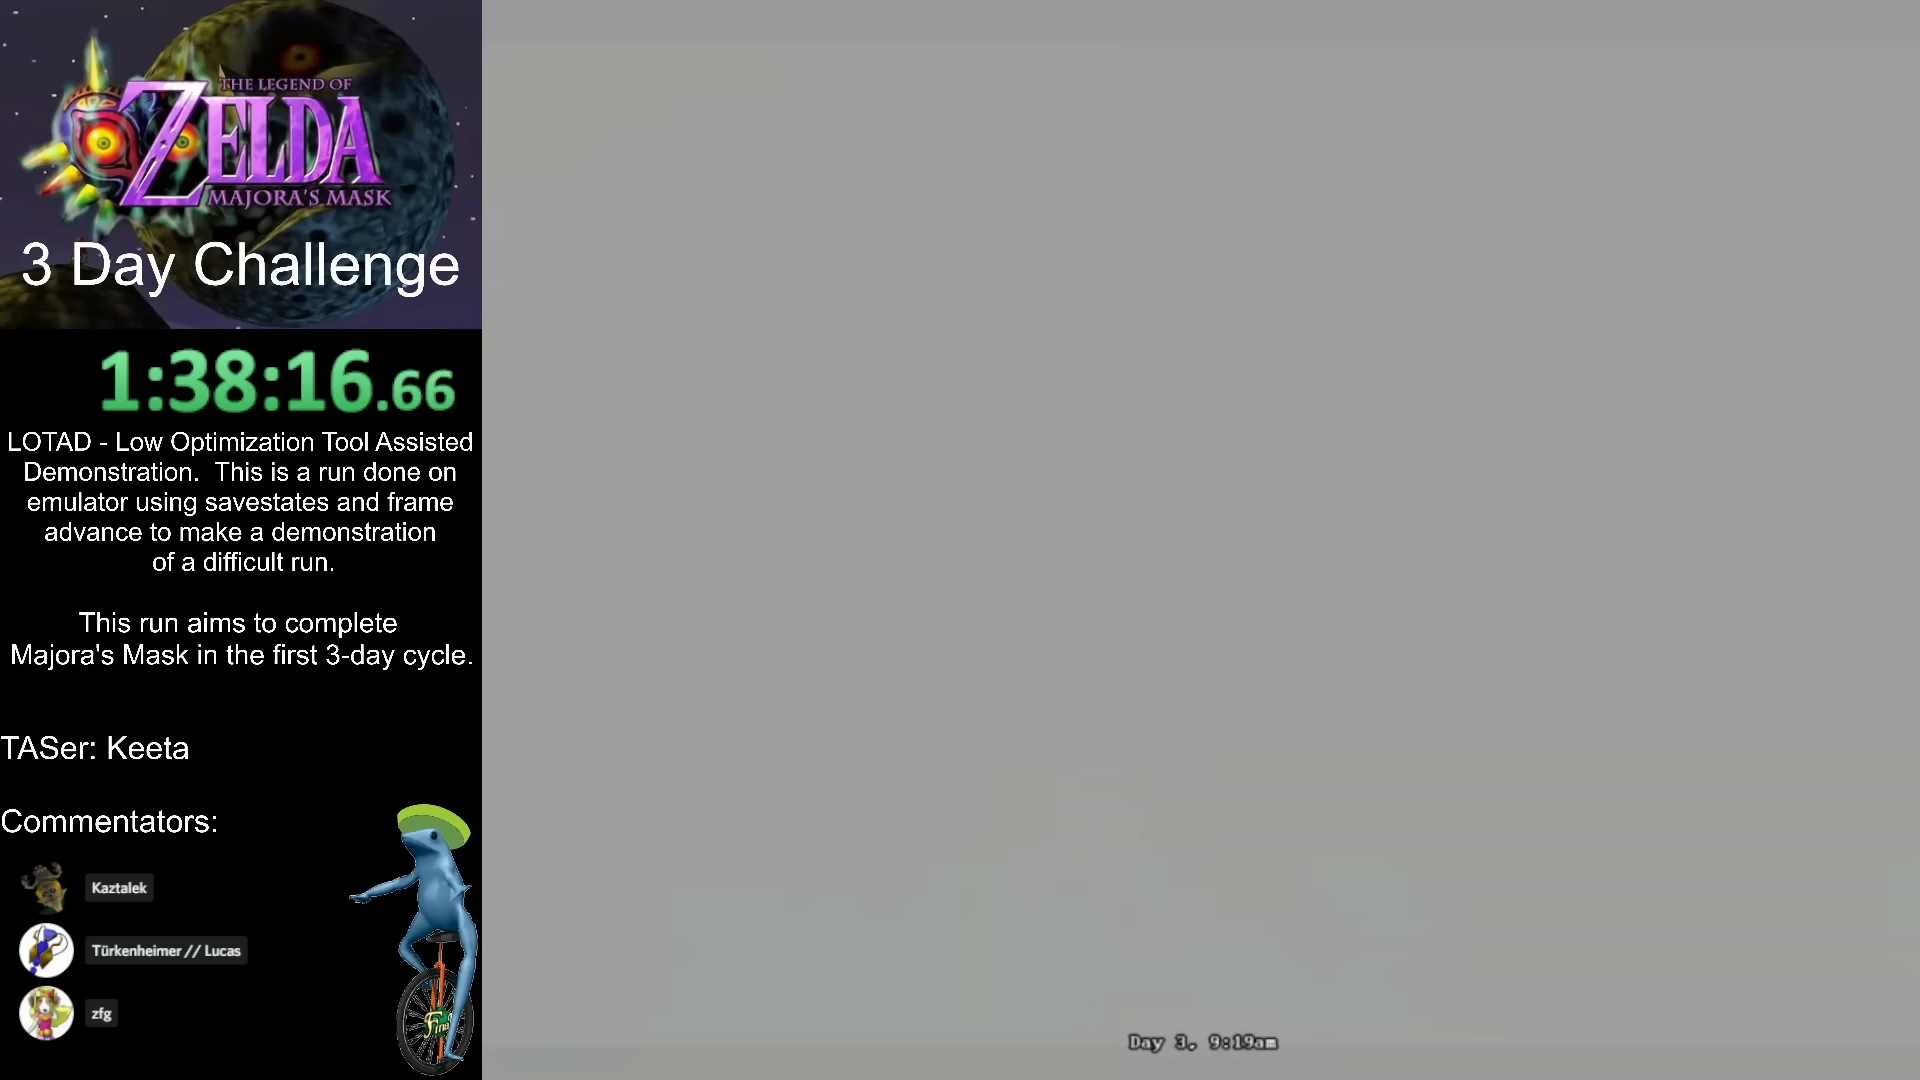 THE LEGEND OF
ZELDA
MAJORA'S MASK
3 Day Challenge
1:38:16.66
LOTAD - Low Optimization Tool Assisted
Demonstration. This is a run done on
emulator using savestates and frame
advance to make a demonstration
of a difficult run.
This run aims to complete
Majora's Mask in the first 3-day cycle.
TASer: Keeta
Commentators:
Kaztalek
Türkenheimer // Lucas
zfg
Final
Day 3, 9:19am